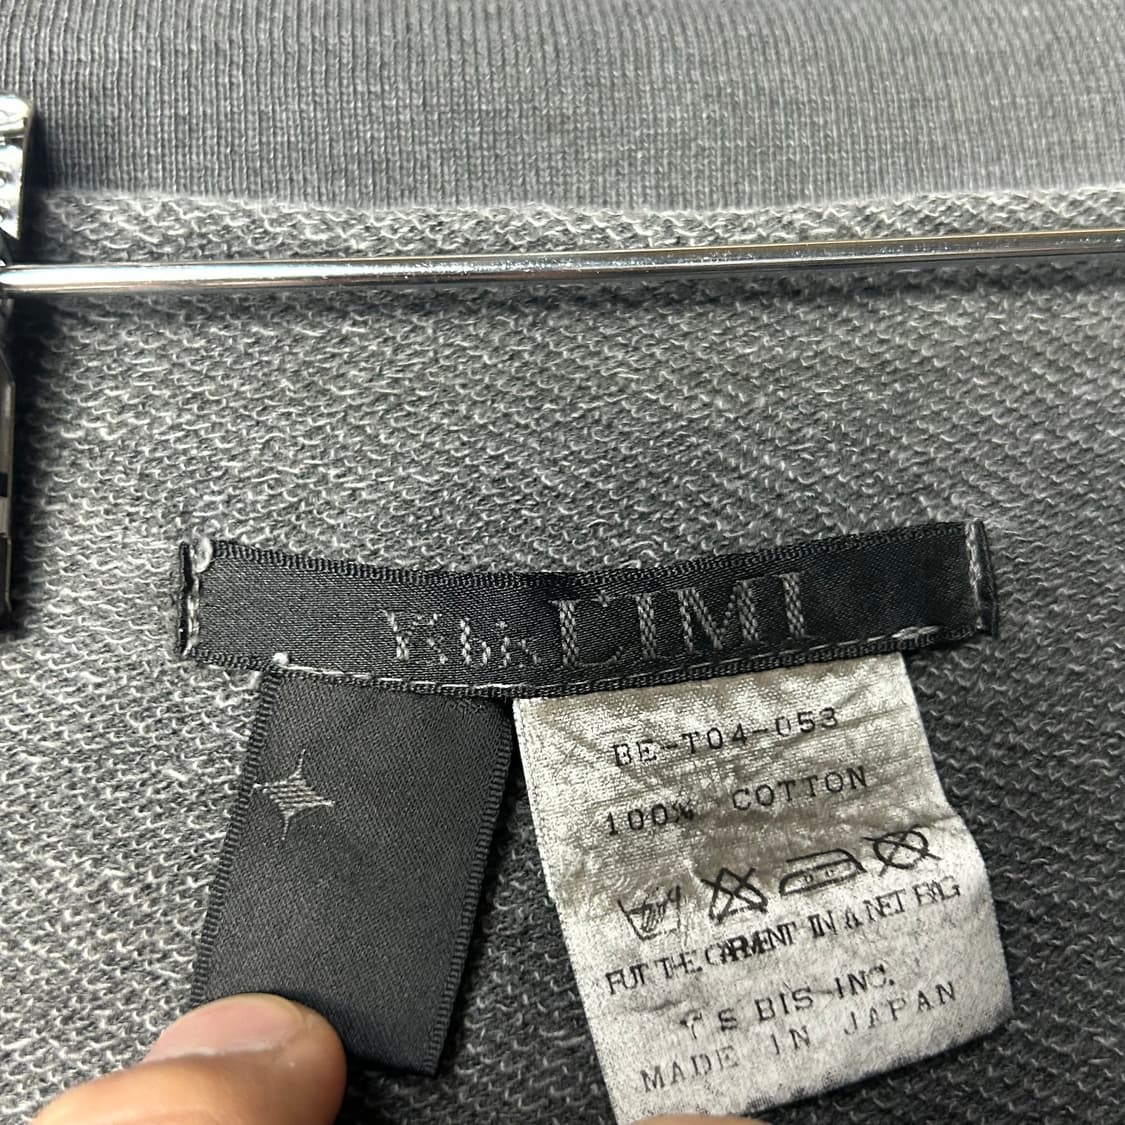 Y's bis LIMI
BE-T04-053
100% COTTON
PUT THE GARMENT IN A NET BAG
Y'S BIS INC.
MADE IN JAPAN